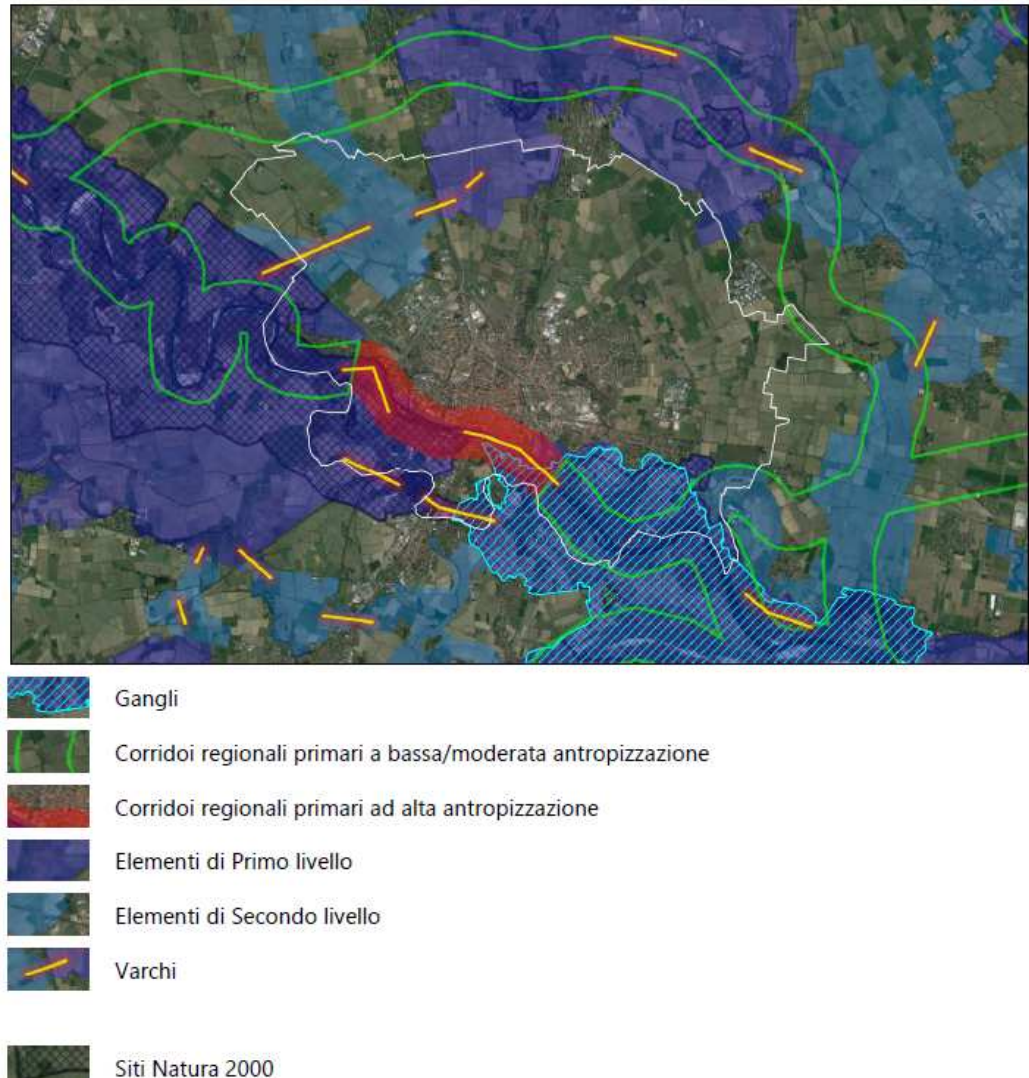 Gangli
Corridoi regionali primari a bassa/moderata antropizzazione
Corridoi regionali primari ad alta antropizzazione
Elementi di Primo livello
Elementi di Secondo livello
Varchi
Siti Natura 2000